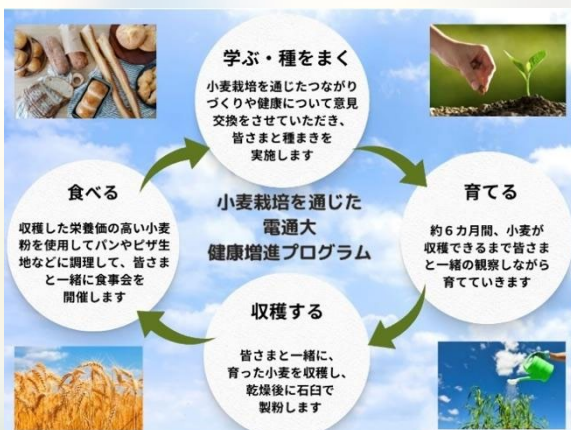 学ぶ・種をまく
小麦栽培を通じたつながり
づくりや健康について意見
交換をさせていただき、
皆さまと種まきを
実施します
育てる
約6カ月間、小麦が
収穫できるまで皆さま
と一緒の観察しながら
育てていきます
収穫する
皆さまと一緒に、
育った小麦を収穫し、
乾燥後に石臼で
製粉します
食べる
収穫した栄養価の高い小麦
粉を使用してパンやピザ生
地などに調理して、皆さま
と一緒に食事会を
開催します
小麦栽培を通じた
電通大
健康増進プログラム